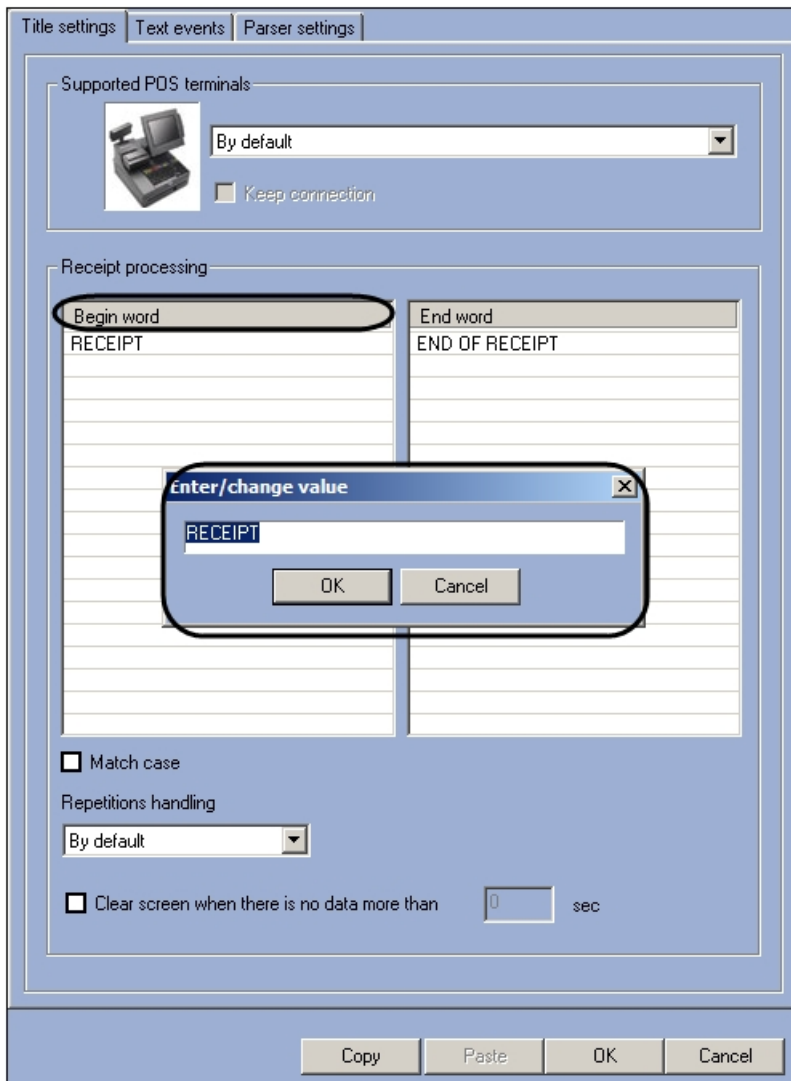 Title settings Text events Parser settings
Supported POS terminals
By default
Keep connection
Receipt processing
Begin word End word
RECEIPT END OF RECEIPT
Enter/change value
RECEIPT
OK Cancel
Match case
Repetitions handling
By default
Clear screen when there is no data more than 0 sec
Copy Paste OK Cancel